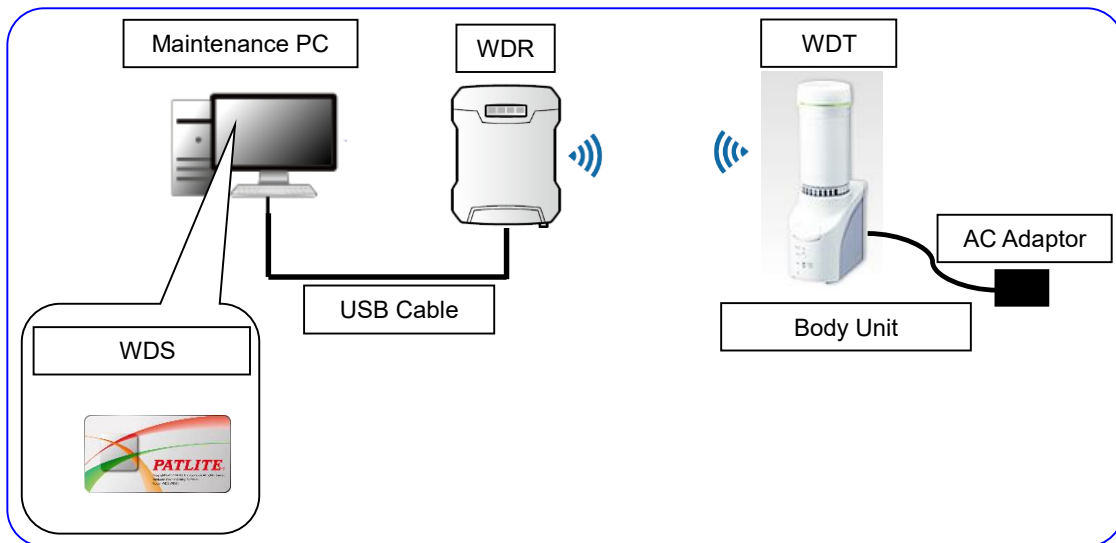 Maintenance PC
WDR
WDT
AC Adaptor
USB Cable
Body Unit
WDS
PATLITE